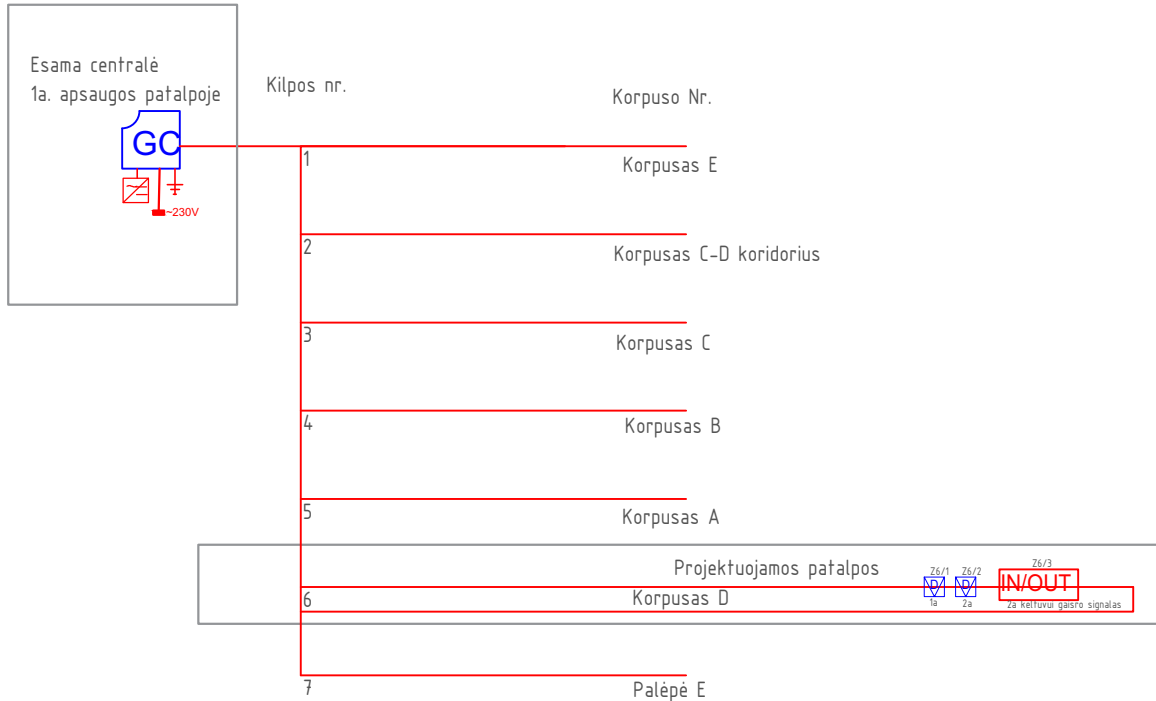 Esama centralė
1a. apsaugos patalpoje
GC
~230V
Kilpos nr.
Korpuso Nr.
1
Korpusas E
2
Korpusas C-D koridorius
3
Korpusas C
4
Korpusas B
5
Korpusas A
Projektuojamos patalpos
6
Korpusas D
Z6/1
Z6/2
Z6/3
D
D
IN/OUT
1a
2a
2a keltuvui gaisro signalas
7
Palėpė E